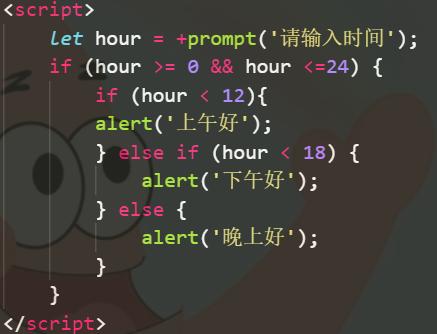 <script>
let hour = +prompt('请输入时间');
if (hour >= 0 && hour <=24) {
if (hour < 12){
alert('上午好');
} else if (hour < 18) {
alert('下午好');
} else {
alert('晚上好');
}
}
</script>